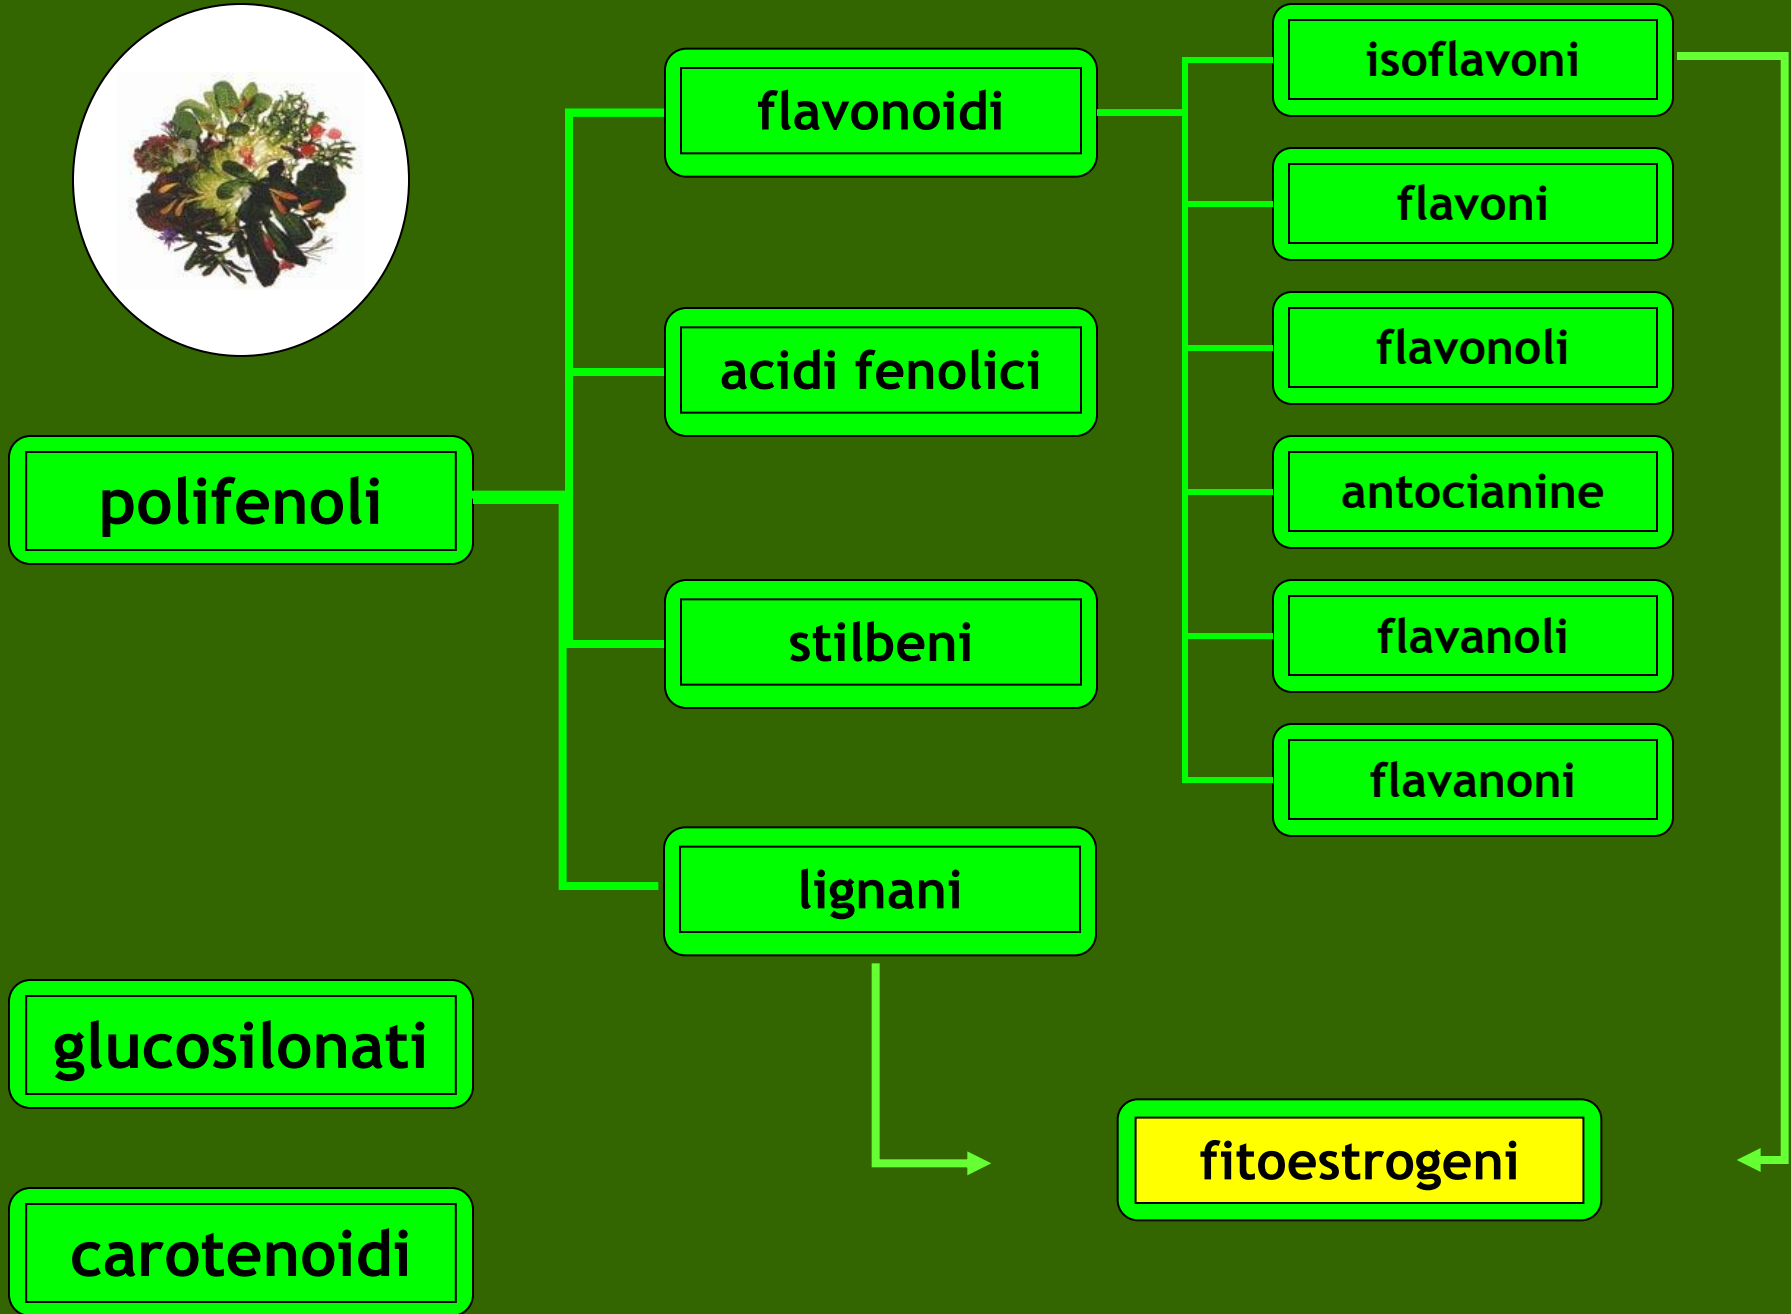 polifenoli
flavonoidi
acidi fenolici
stilbeni
lignani
isoflavoni
flavoni
flavonoli
antocianine
flavanoli
flavanoni
glucosilonati
carotenoidi
fitoestrogeni